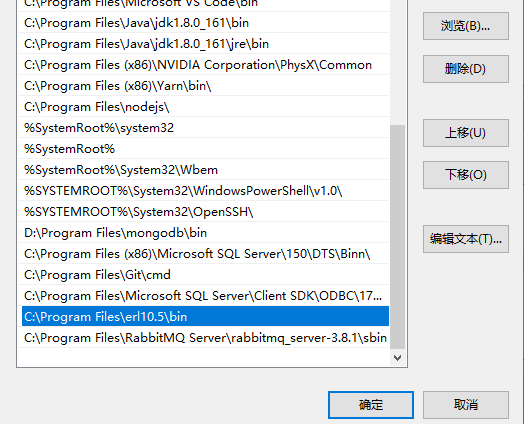 C:\Program Files\Microsoft VS Code\bin
C:\Program Files\Java\jdk1.8.0_161\bin
C:\Program Files\Java\jdk1.8.0_161\jre\bin
C:\Program Files (x86)\NVIDIA Corporation\PhysX\Common
C:\Program Files (x86)\Yarn\bin\
C:\Program Files\nodejs\
%SystemRoot%\system32
%SystemRoot%
%SystemRoot%\System32\Wbem
%SYSTEMROOT%\System32\WindowsPowerShell\v1.0\
%SYSTEMROOT%\System32\OpenSSH\
D:\Program Files\mongodb\bin
C:\Program Files (x86)\Microsoft SQL Server\150\DTS\Binn\
C:\Program Files\Git\cmd
C:\Program Files\Microsoft SQL Server\Client SDK\ODBC\17...
C:\Program Files\erl10.5\bin
C:\Program Files\RabbitMQ Server\rabbitmq_server-3.8.1\sbin
浏览(B)...
删除(D)
上移(U)
下移(O)
编辑文本(T)...
确定
取消